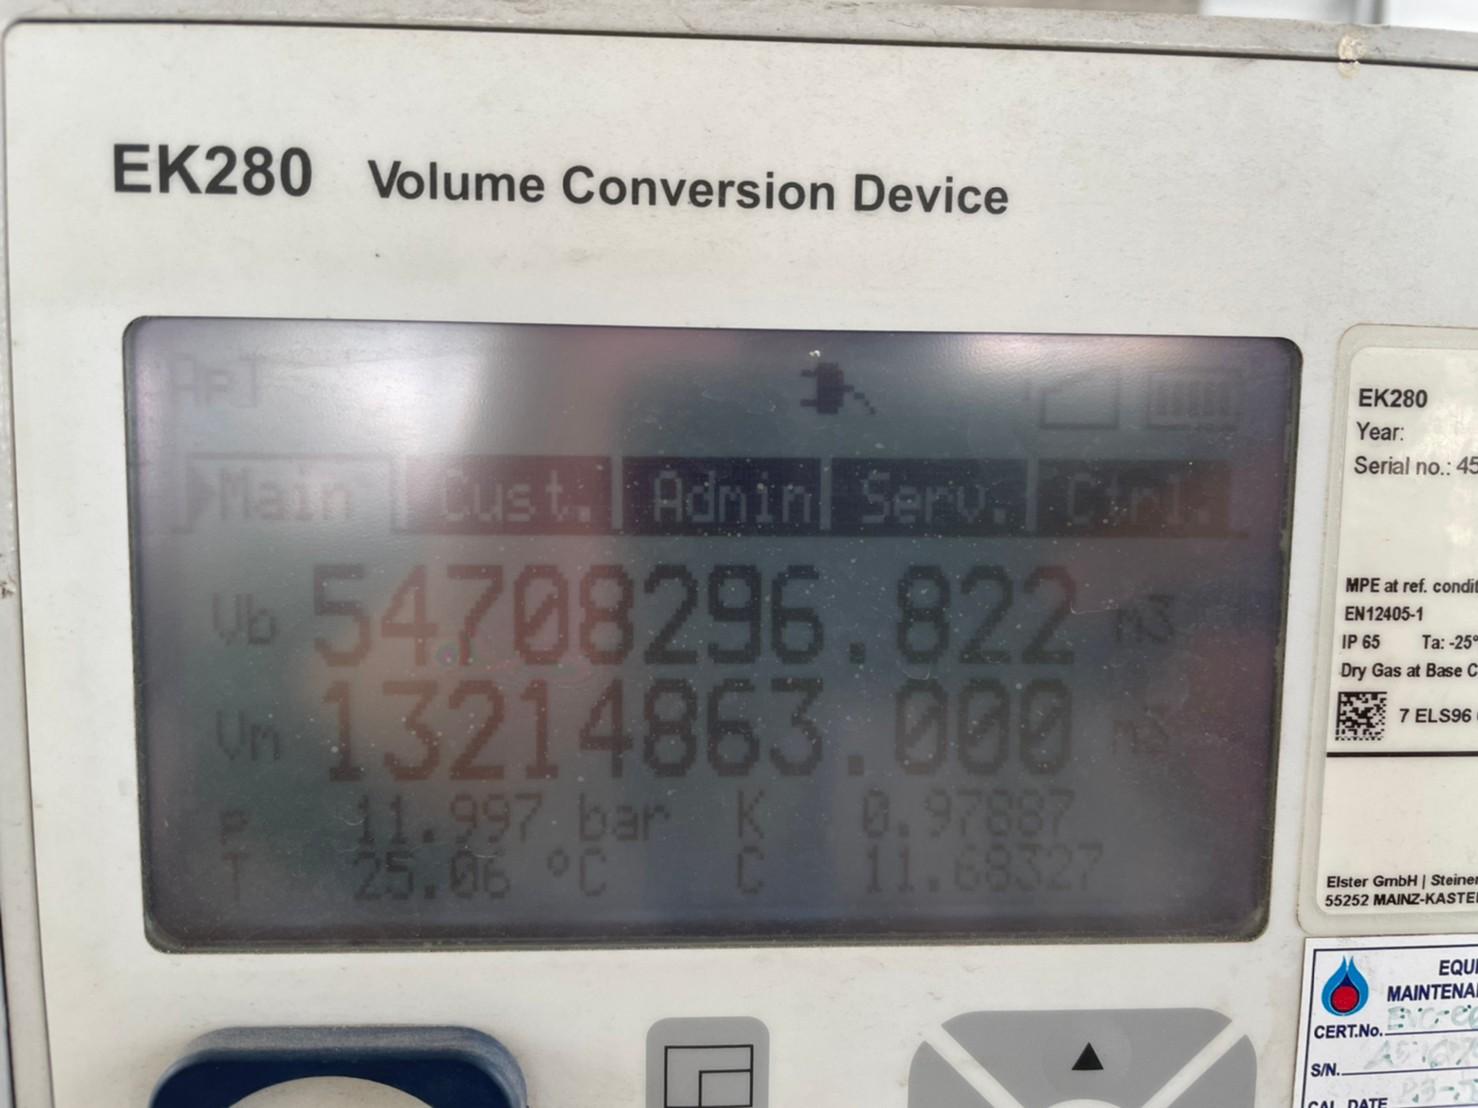 EK280 Volume Conversion Device
Main Cust. Admin Serv. Ctrl.
Vb 54708296.822 m3
Vm 13214863.000 m3
p 11.997 bar K 0.97887
T 25.06 °C C 11.68327
EK280
Year:
Serial no.: 45
MPE at ref. condit
EN12405-1
IP 65 Ta: -25°
Dry Gas at Base C
7 ELS96
Elster GmbH | Steiner
55252 MAINZ-KASTE
EQUI
MAINTENA
CERT.No.
S/N.
CAL. DATE